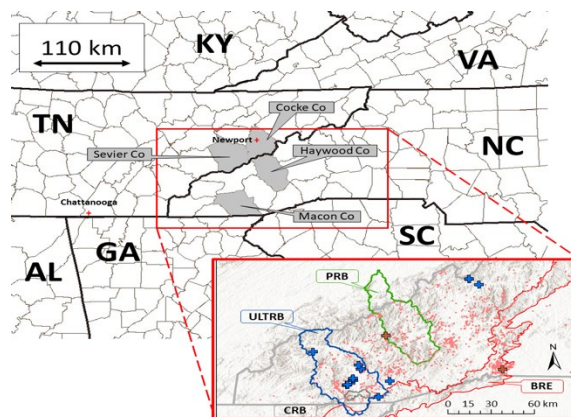 110 km
KY
VA
TN
Cocke Co
Newport
Sevier Co
Haywood Co
NC
Chattanooga
Macon Co
AL
GA
SC
PRB
ULTRB
N
BRE
CRB
0 15 30 60 km